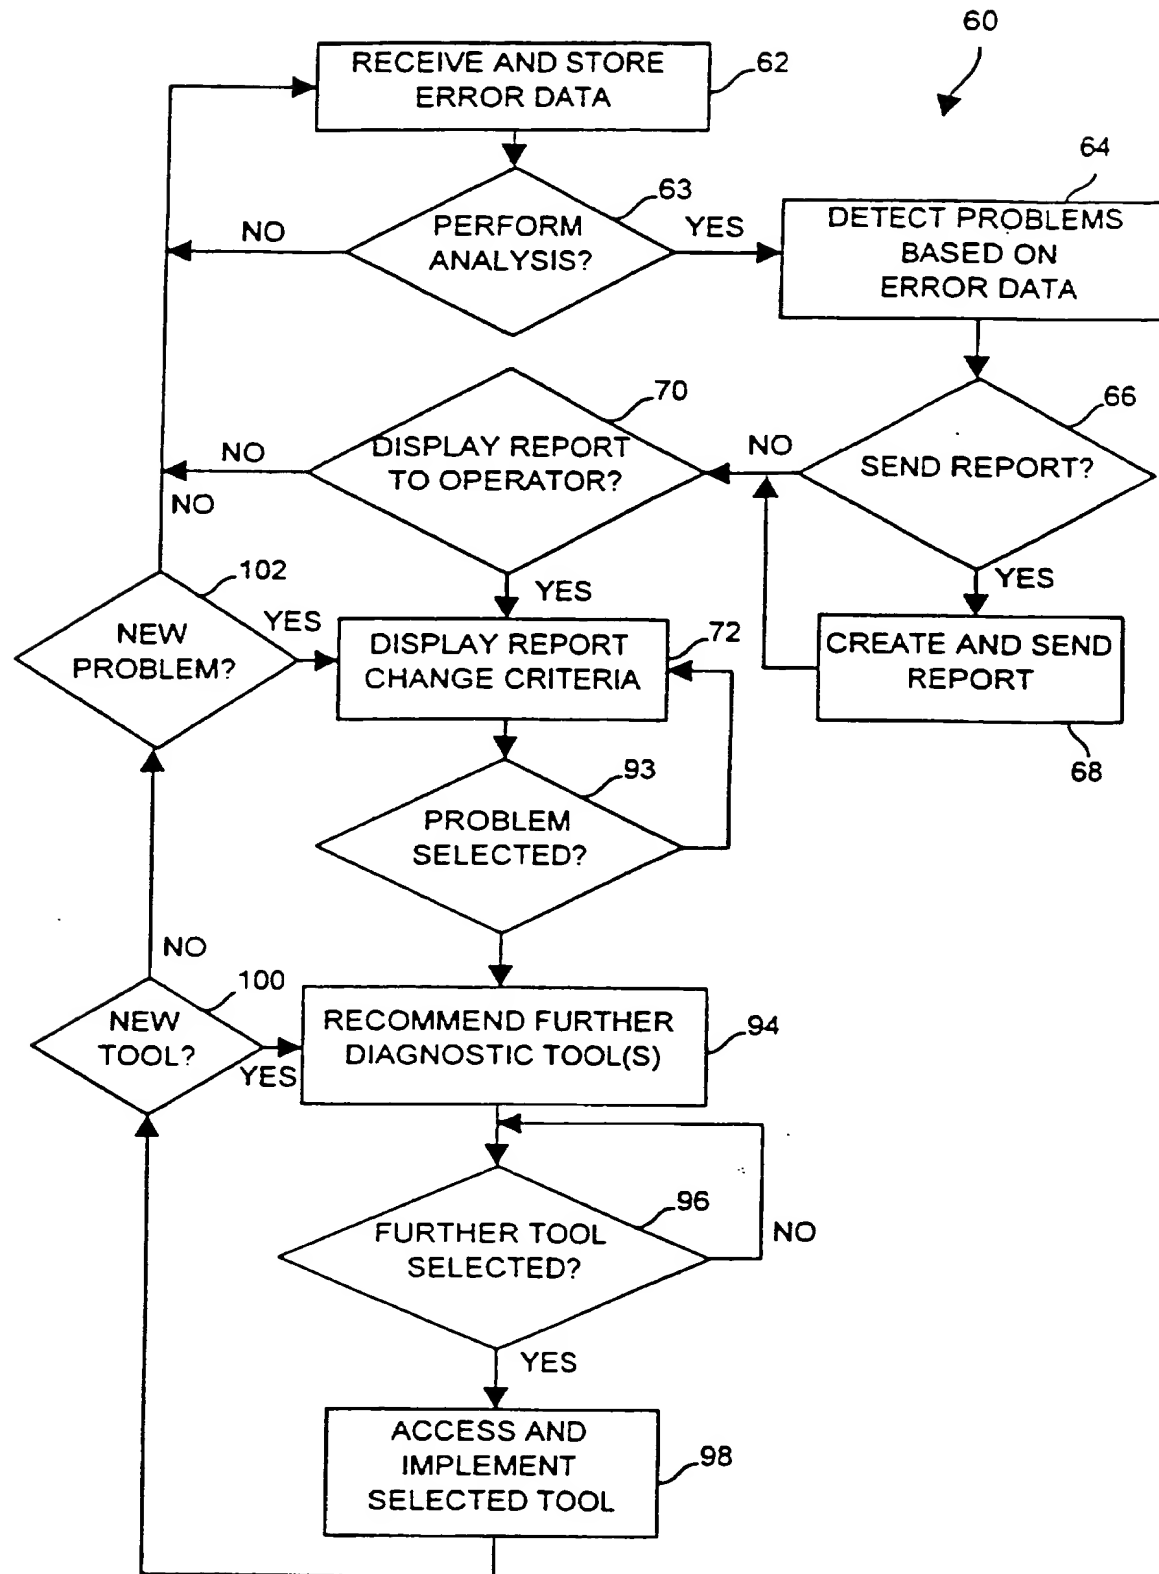 60
RECEIVE AND STORE
ERROR DATA
62
63
PERFORM
ANALYSIS?
NO
YES
64
DETECT PROBLEMS
BASED ON
ERROR DATA
70
DISPLAY REPORT
TO OPERATOR?
NO
NO
66
SEND REPORT?
NO
YES
YES
102
NEW
PROBLEM?
YES
DISPLAY REPORT
CHANGE CRITERIA
72
CREATE AND SEND
REPORT
68
93
PROBLEM
SELECTED?
NO
100
NEW
TOOL?
YES
RECOMMEND FURTHER
DIAGNOSTIC TOOL(S)
94
96
FURTHER TOOL
SELECTED?
NO
YES
ACCESS AND
IMPLEMENT
SELECTED TOOL
98